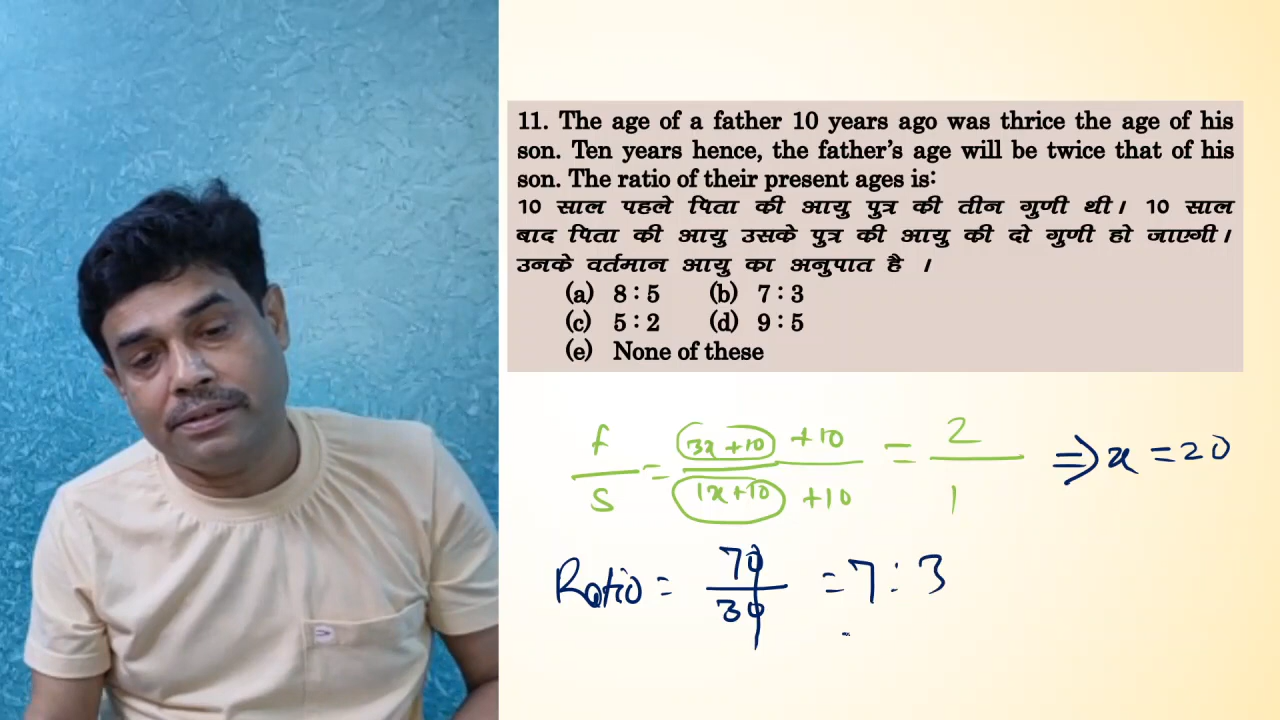 11. The age of a father 10 years ago was thrice the age of his
son. Ten years hence, the father's age will be twice that of his
son. The ratio of their present ages is:
10 साल पहले पिता की आयु पुत्र की तीन गुणी थी। 10 साल
बाद पिता की आयु उसके पुत्र की आयु की दो गुणी हो जाएगी।
उनके वर्तमान आयु का अनुपात है ।
(a) 8 : 5 (b) 7 : 3
(c) 5 : 2 (d) 9 : 5
(e) None of these
f/s = (3x+10) +10 / (1x+10) +10 = 2/1 ⇒ x = 20
Ratio = 70/30 = 7 : 3